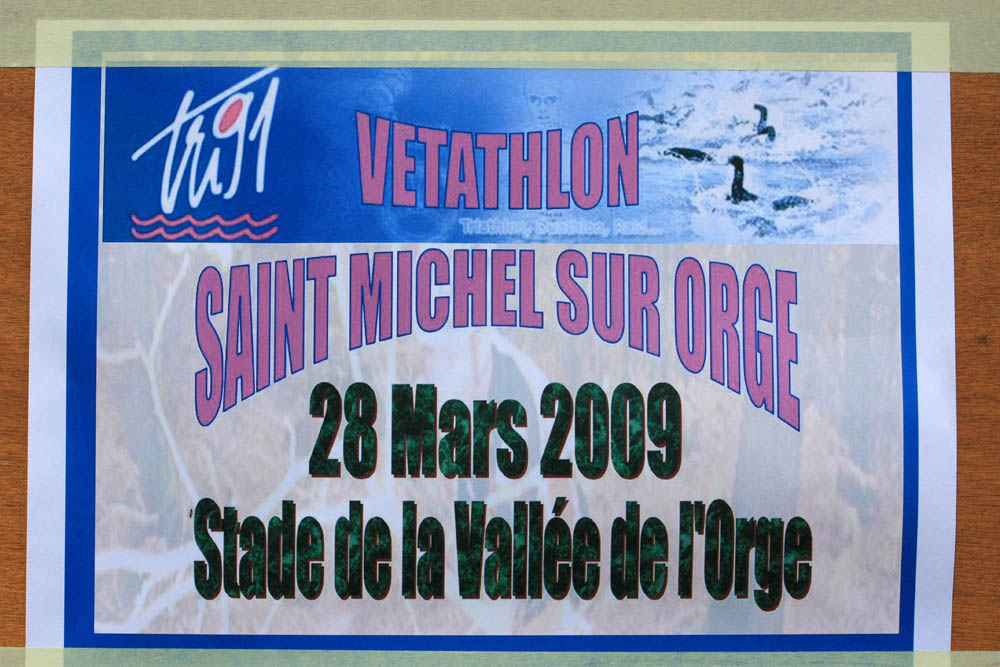 tri91
VETATHLON
Triathlon, Duathlon, Raid...
SAINT MICHEL SUR ORGE
28 Mars 2009
Stade de la Vallée de l'Orge